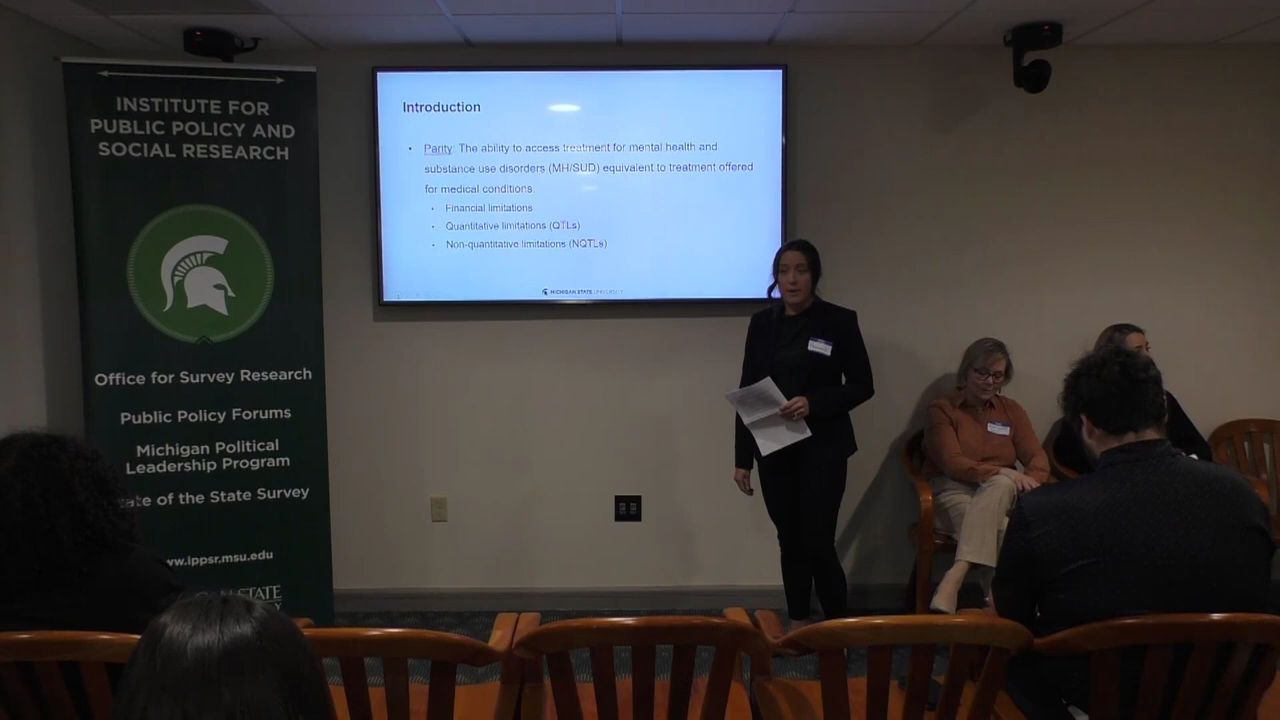 INSTITUTE FOR
PUBLIC POLICY AND
SOCIAL RESEARCH
Office for Survey Research
Public Policy Forums
Michigan Political
Leadership Program
of the State Survey
ippsr.msu.edu
STATE
Introduction
• Parity: The ability to access treatment for mental health and
substance use disorders (MH/SUD) equivalent to treatment offered
for medical conditions.
• Financial limitations
• Quantitative limitations (QTLs)
• Non-quantitative limitations (NQTLs)
MICHIGAN STATE UNIVERSITY